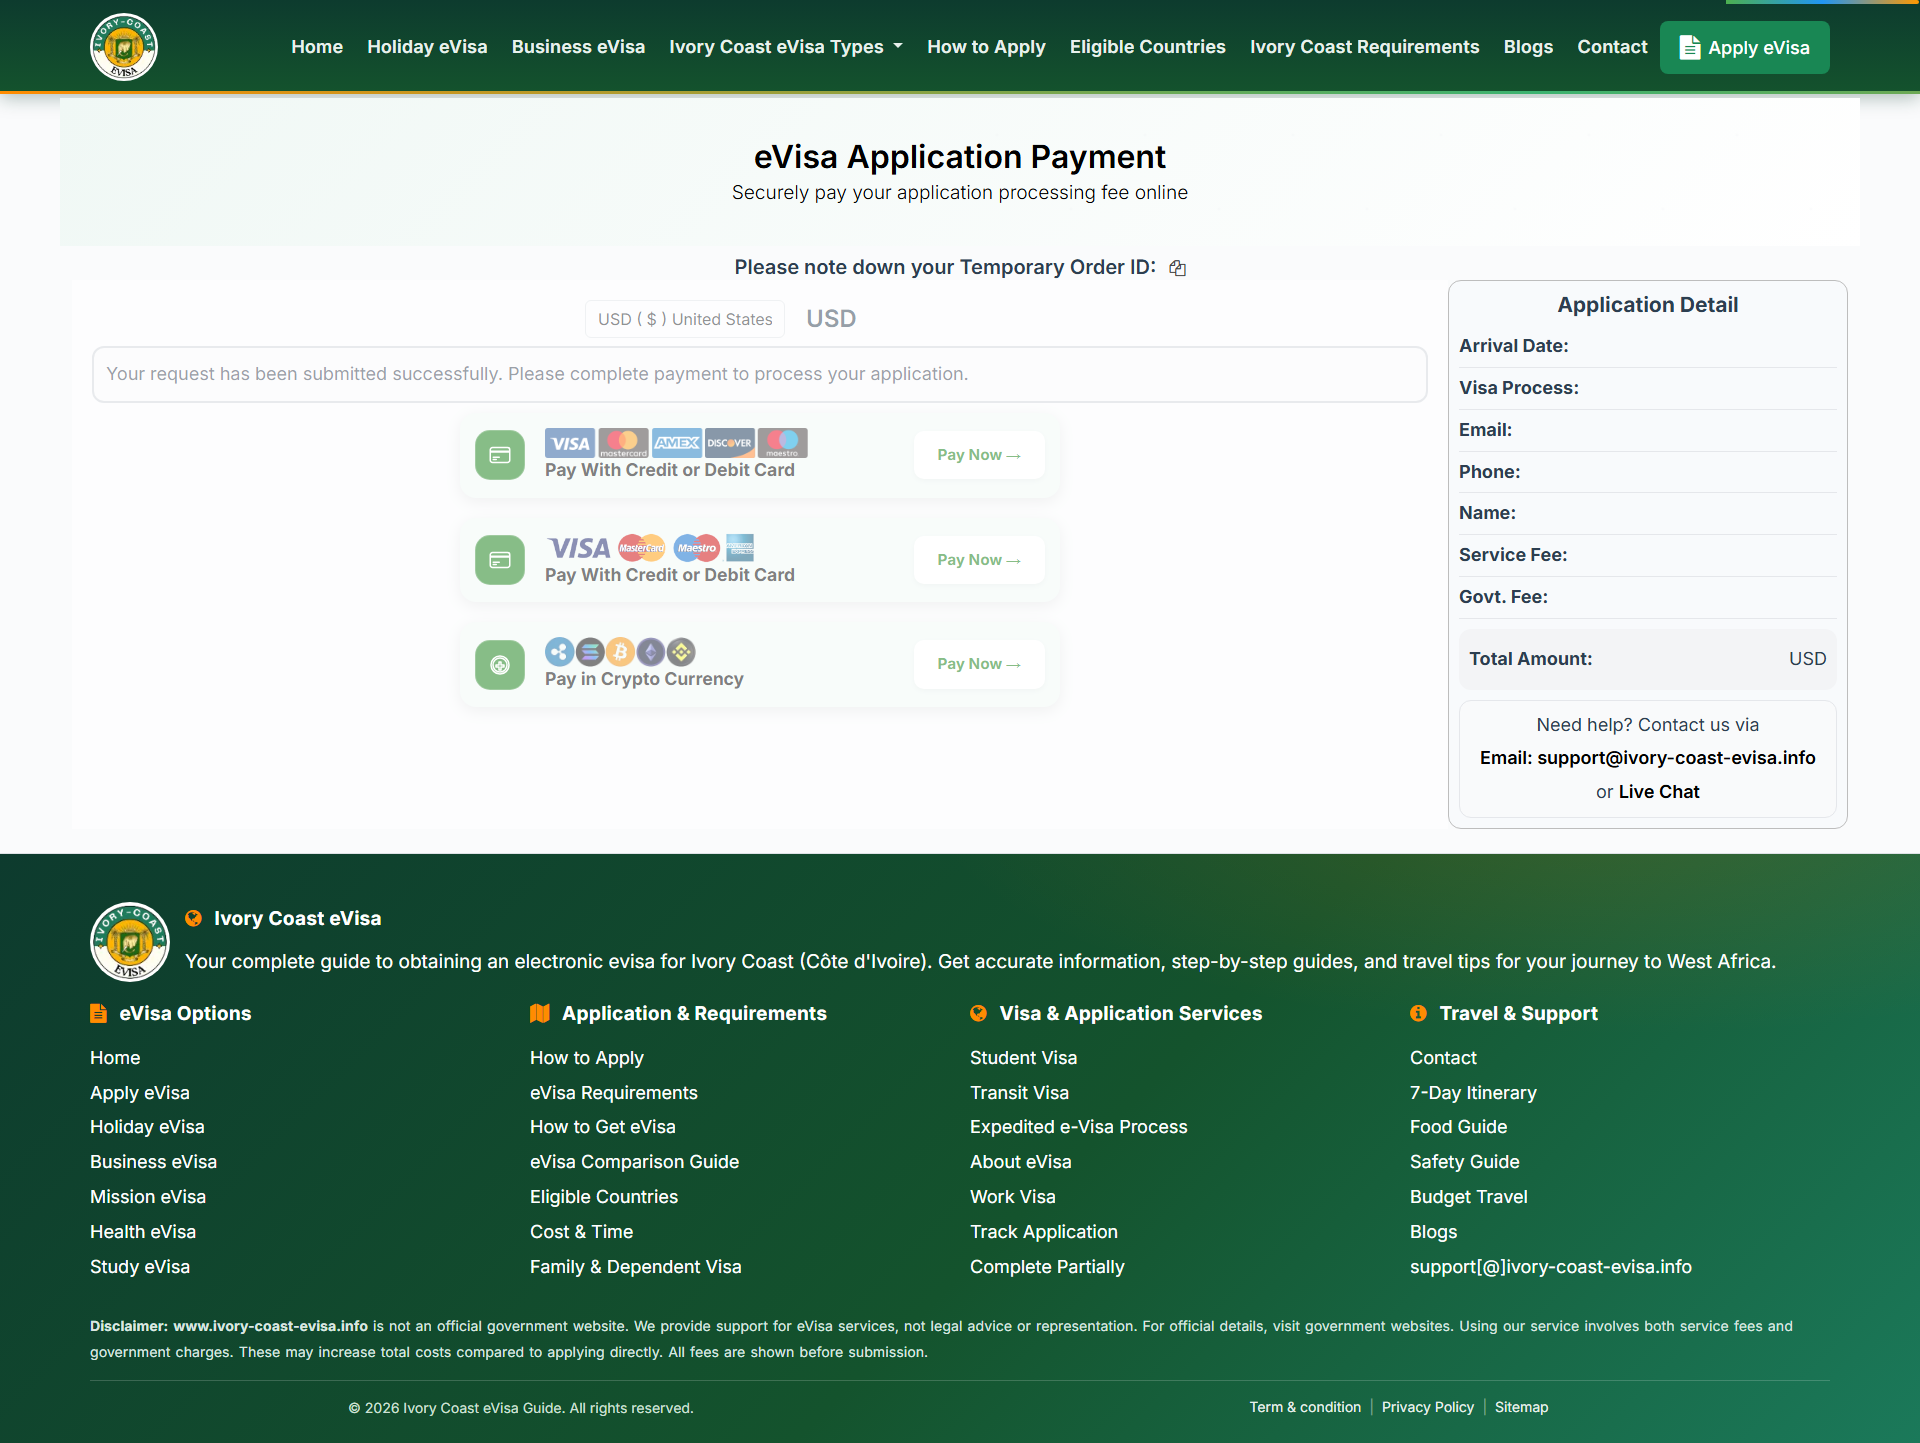 IVORY-COAST
EVISA
Home
Holiday eVisa
Business eVisa
Ivory Coast eVisa Types
How to Apply
Eligible Countries
Ivory Coast Requirements
Blogs
Contact
Apply eVisa
eVisa Application Payment
Securely pay your application processing fee online
Please note down your Temporary Order ID:
USD ( $ ) United States
USD
Your request has been submitted successfully. Please complete payment to process your application.
VISA mastercard AMEX DISCOVER maestro
Pay With Credit or Debit Card
Pay Now →
VISA MasterCard Maestro
Pay With Credit or Debit Card
Pay Now →
Pay in Crypto Currency
Pay Now →
Application Detail
Arrival Date:
Visa Process:
Email:
Phone:
Name:
Service Fee:
Govt. Fee:
Total Amount: USD
Need help? Contact us via
Email: support@ivory-coast-evisa.info
or Live Chat
IVORY-COAST
EVISA
Ivory Coast eVisa
Your complete guide to obtaining an electronic evisa for Ivory Coast (Côte d'Ivoire). Get accurate information, step-by-step guides, and travel tips for your journey to West Africa.
eVisa Options
Home
Apply eVisa
Holiday eVisa
Business eVisa
Mission eVisa
Health eVisa
Study eVisa
Application & Requirements
How to Apply
eVisa Requirements
How to Get eVisa
eVisa Comparison Guide
Eligible Countries
Cost & Time
Family & Dependent Visa
Visa & Application Services
Student Visa
Transit Visa
Expedited e-Visa Process
About eVisa
Work Visa
Track Application
Complete Partially
Travel & Support
Contact
7-Day Itinerary
Food Guide
Safety Guide
Budget Travel
Blogs
support[@]ivory-coast-evisa.info
Disclaimer: www.ivory-coast-evisa.info is not an official government website. We provide support for eVisa services, not legal advice or representation. For official details, visit government websites. Using our service involves both service fees and
government charges. These may increase total costs compared to applying directly. All fees are shown before submission.
© 2026 Ivory Coast eVisa Guide. All rights reserved.
Term & condition | Privacy Policy | Sitemap